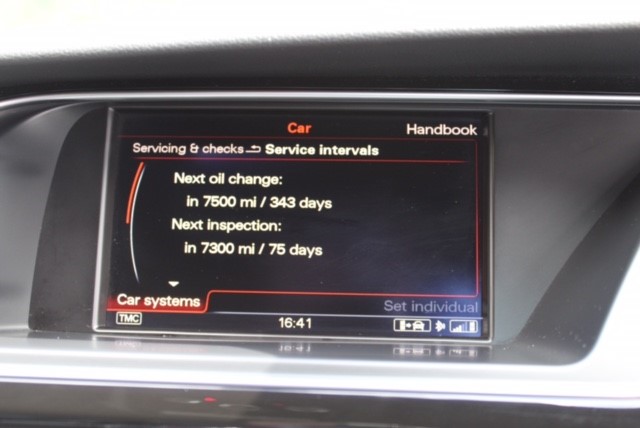 Car
Handbook
Servicing & checks Service intervals
Next oil change:
in 7500 mi / 343 days
Next inspection:
in 7300 mi / 75 days
Car systems
Set individual
TMC
16:41